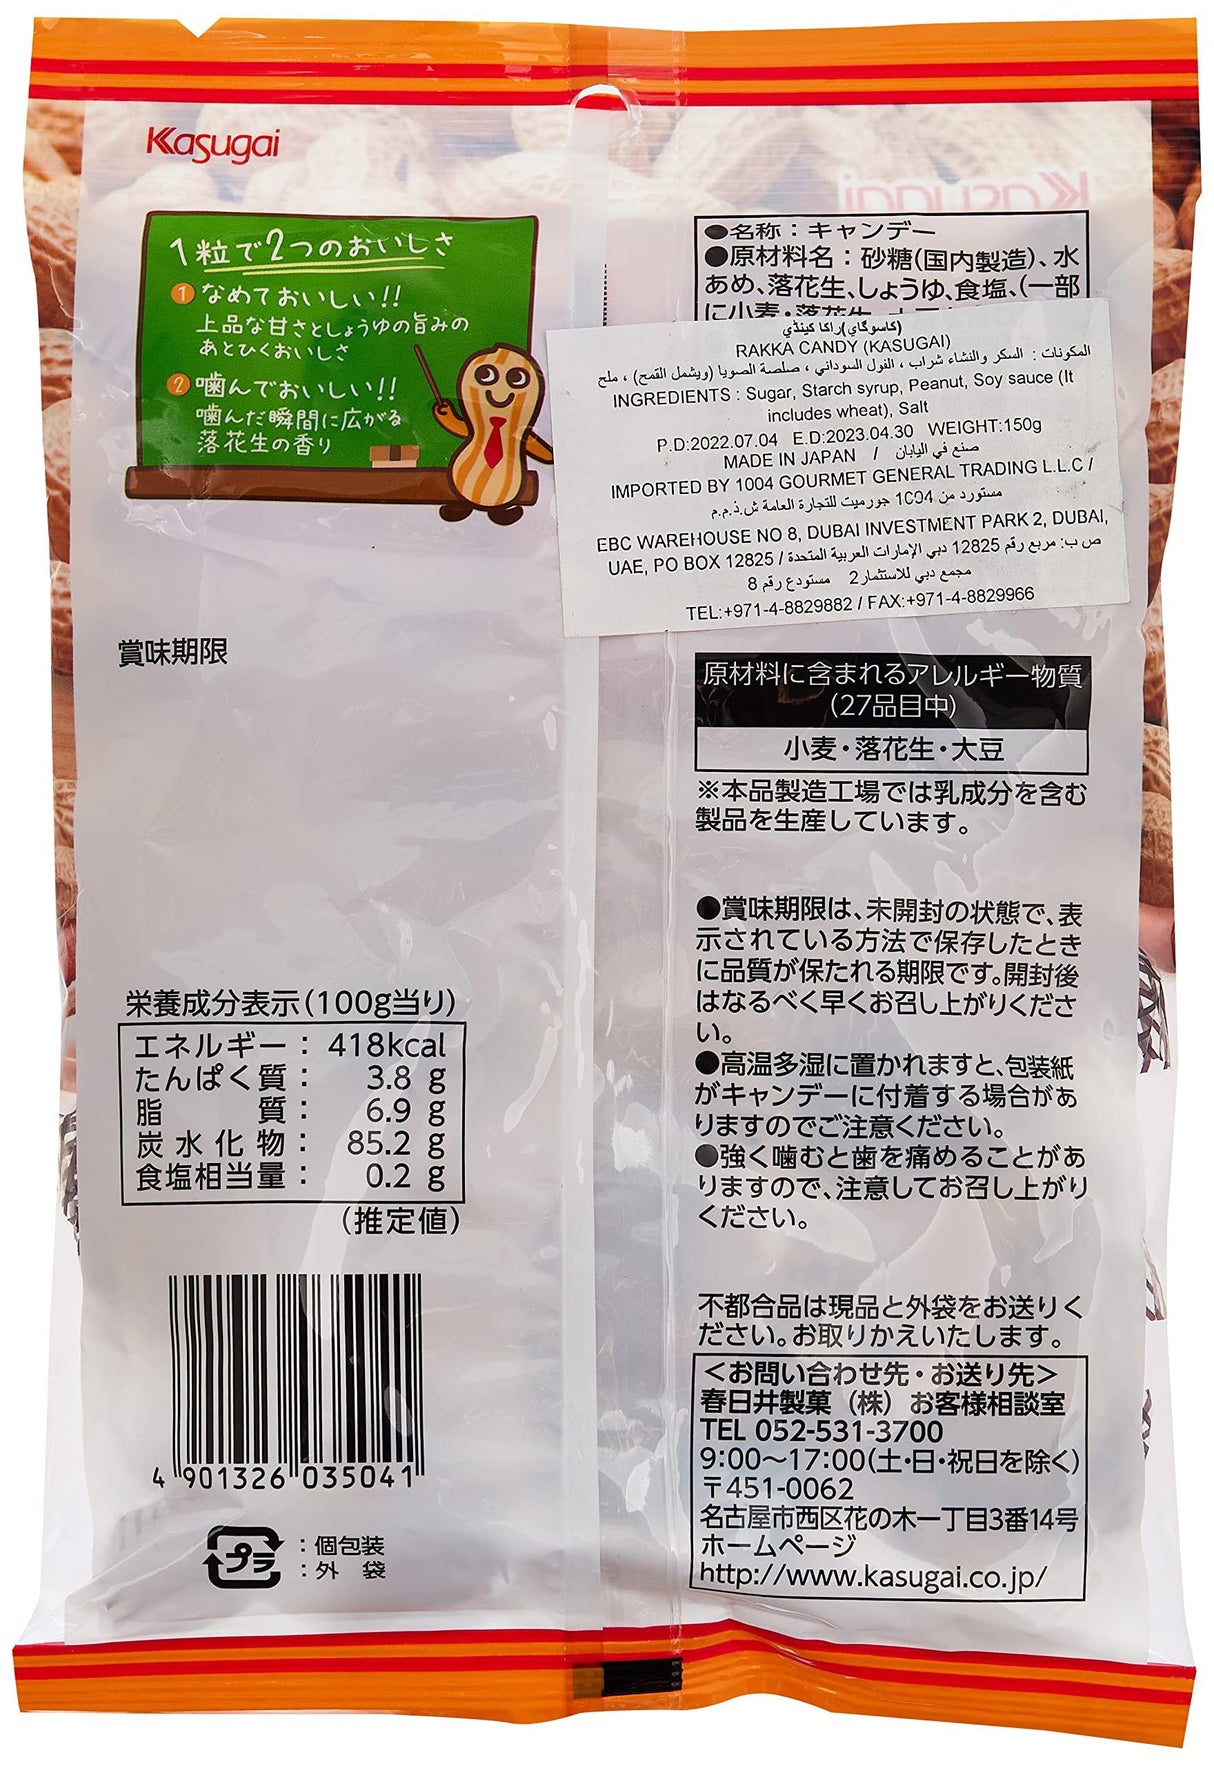 Kasugai
1粒で2つのおいしさ
1 なめておいしい!!
上品な甘さとしょうゆの旨みの
あとひくおいしさ
2 噛んでおいしい!!
噛んだ瞬間に広がる
落花生の香り
賞味期限
栄養成分表示(100g当り)
エネルギー: 418kcal
たんぱく質: 3.8 g
脂質: 6.9 g
炭水化物: 85.2 g
食塩相当量: 0.2 g
(推定値)
4 901326 035041
プラ
:個包装
:外 袋
Kasugai
●名称:キャンデー
●原材料名:砂糖(国内製造)、水
あめ、落花生、しょうゆ、食塩、(一部
に小麦・落花生・大豆
(كاسوگاي)راكا كيندي
RAKKA CANDY (KASUGAI)
المكونات : السكر والنشاء شراب ، الفول السوداني ، صلصة الصويا (ويشمل القمح) ، ملح
INGREDIENTS : Sugar, Starch syrup, Peanut, Soy sauce (It
includes wheat), Salt
P.D:2022.07.04 E.D:2023.04.30 WEIGHT:150g
MADE IN JAPAN / صنع في اليابان
IMPORTED BY 1004 GOURMET GENERAL TRADING L.L.C /
مستورد من 1004 جورميت للتجارة العامة ش.ذ.م.م
EBC WAREHOUSE NO 8, DUBAI INVESTMENT PARK 2, DUBAI,
UAE, PO BOX 12825 / ص ب: مربع رقم 12825 دبي الإمارات العربية المتحدة
مجمع دبي للاستثمار2 مستودع رقم 8
TEL:+971-4-8829882 / FAX:+971-4-8829966
原材料に含まれるアレルギー物質
(27品目中)
小麦・落花生・大豆
※本品製造工場では乳成分を含む
製品を生産しています。
●賞味期限は、未開封の状態で、表
示されている方法で保存したとき
に品質が保たれる期限です。開封後
はなるべく早くお召し上がりくださ
い。
●高温多湿に置かれますと、包装紙
がキャンデーに付着する場合があ
りますのでご注意ください。
●強く噛むと歯を痛めることがあ
りますので、注意してお召し上がり
ください。
不都合品は現品と外袋をお送りく
ださい。お取りかえいたします。
<お問い合わせ先・お送り先>
春日井製菓(株)お客様相談室
TEL 052-531-3700
9:00~17:00(土・日・祝日を除く)
〒451-0062
名古屋市西区花の木一丁目3番14号
ホームページ
http://www.kasugai.co.jp/